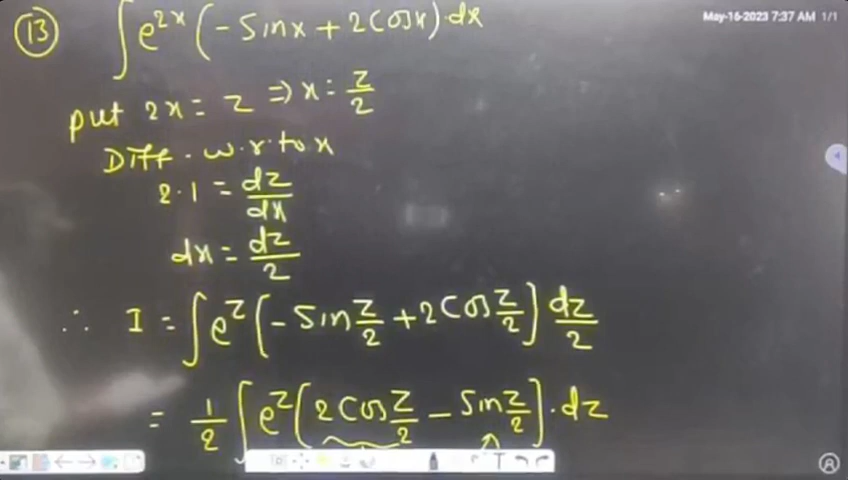 May-16-2023 7:37 AM 1/1
(13) ∫ e^{2x} (-Sinx + 2Cosx)·dx
put 2x = z ⇒ x = z/2
Diff. w.r.to x
2·1 = dz/dx
dx = dz/2
∴ I = ∫ e^z (-Sin z/2 + 2Cos z/2) dz/2
= 1/2 ∫ e^z (2Cos z/2 - Sin z/2)·dz